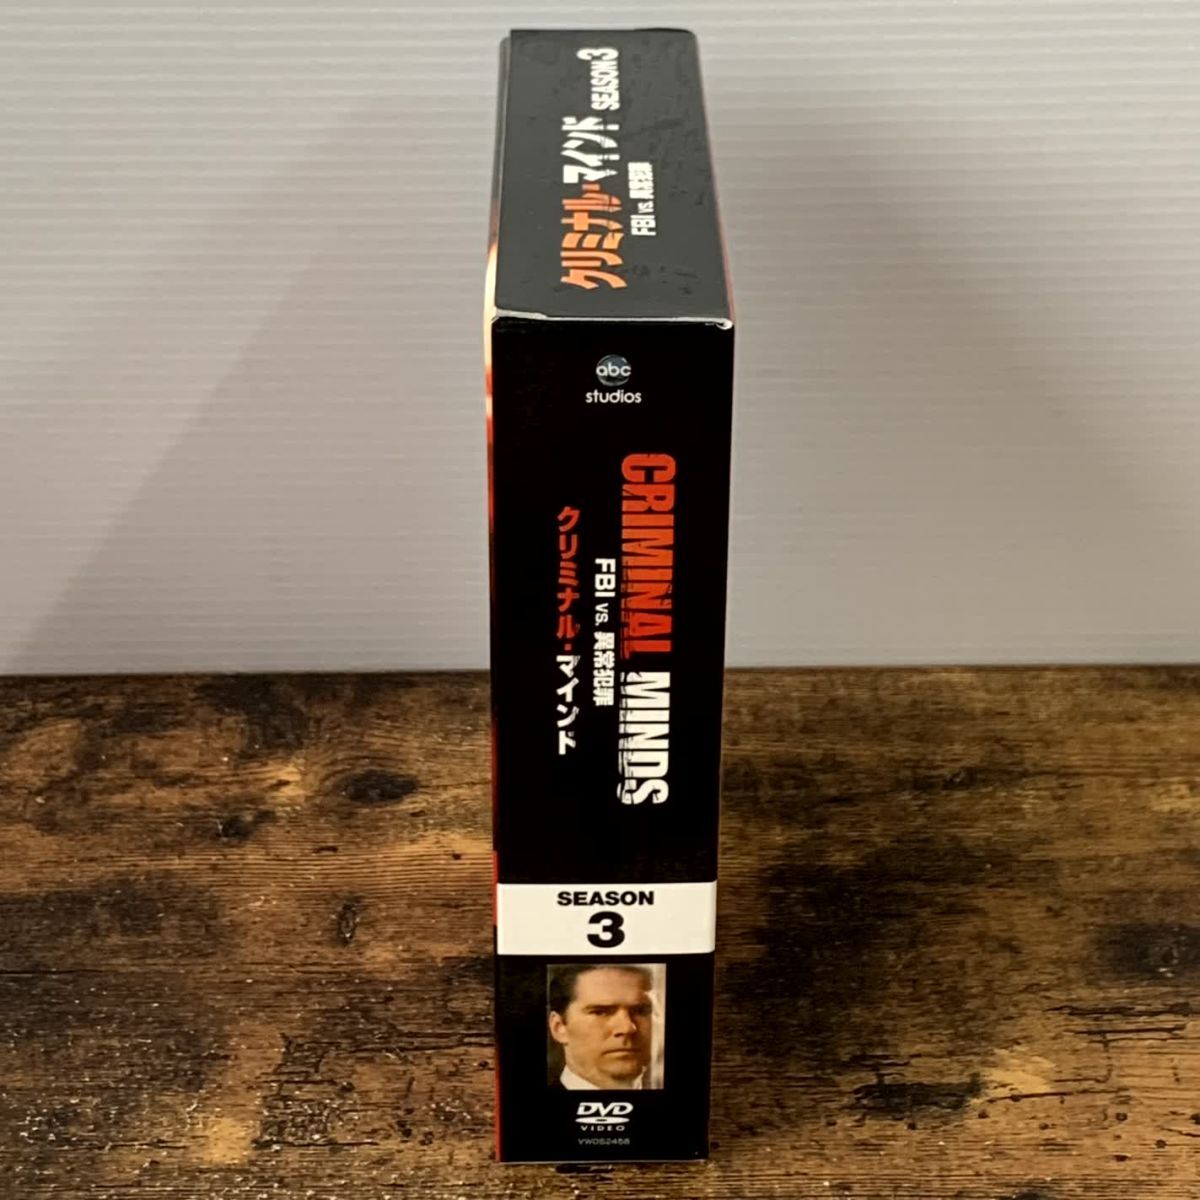 クリミナル・マインド SEASON 3
FBI vs. 異常犯罪
abc
studios
CRIMINAL MINDS
FBI vs. 異常犯罪
クリミナル・マインド
SEASON
3
DVD
VIDEO
VWDS2458